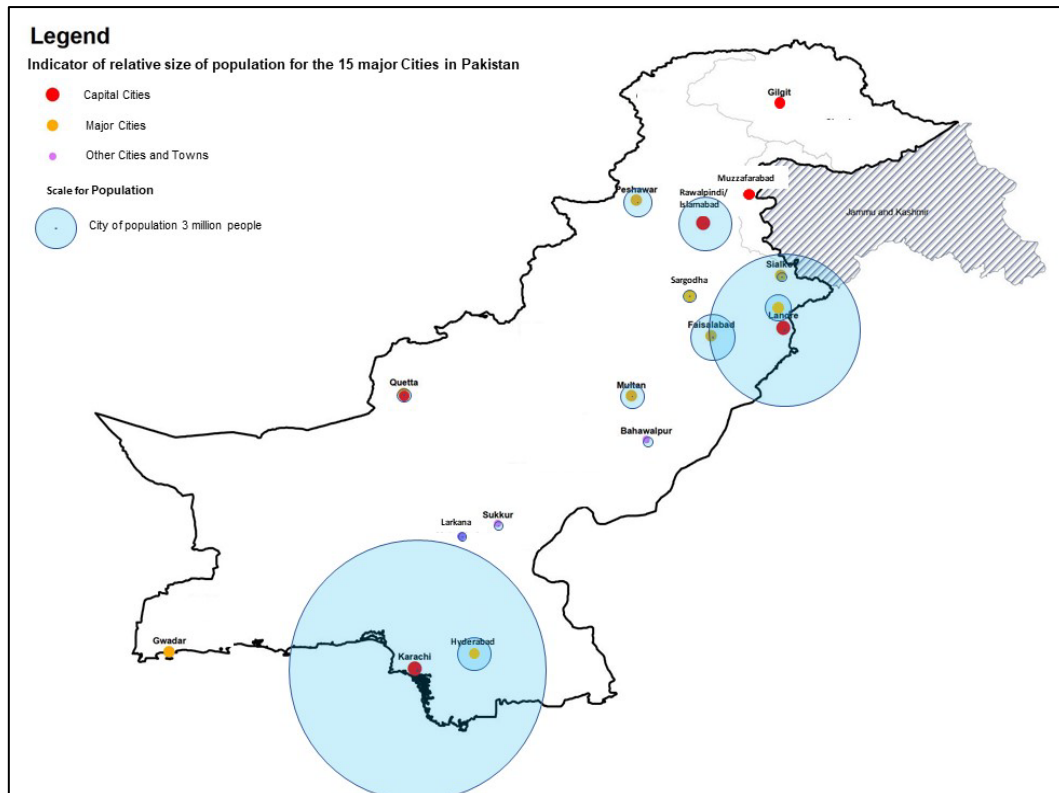 Legend
Indicator of relative size of population for the 15 major Cities in Pakistan
Capital Cities
Major Cities
Other Cities and Towns
Scale for Population
City of population 3 million people
Gilgit
Muzzafarabad
Peshawar
Rawalpindi/
Islamabad
Jammu and Kashmir
Sialkot
Sargodha
Lahore
Faisalabad
Quetta
Multan
Bahawalpur
Sukkur
Larkana
Gwadar
Hyderabad
Karachi